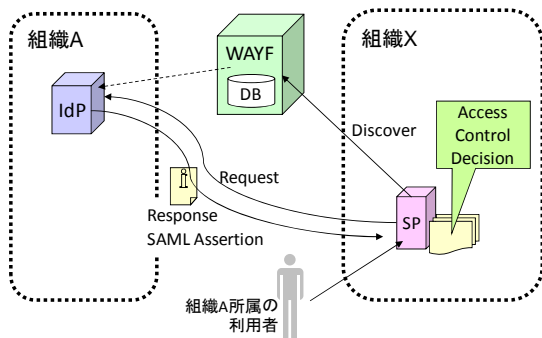 組織A
WAYF
DB
組織X
IdP
Access
Control
Decision
Discover
i
Request
Response
SAML Assertion
SP
組織A所属の
利用者